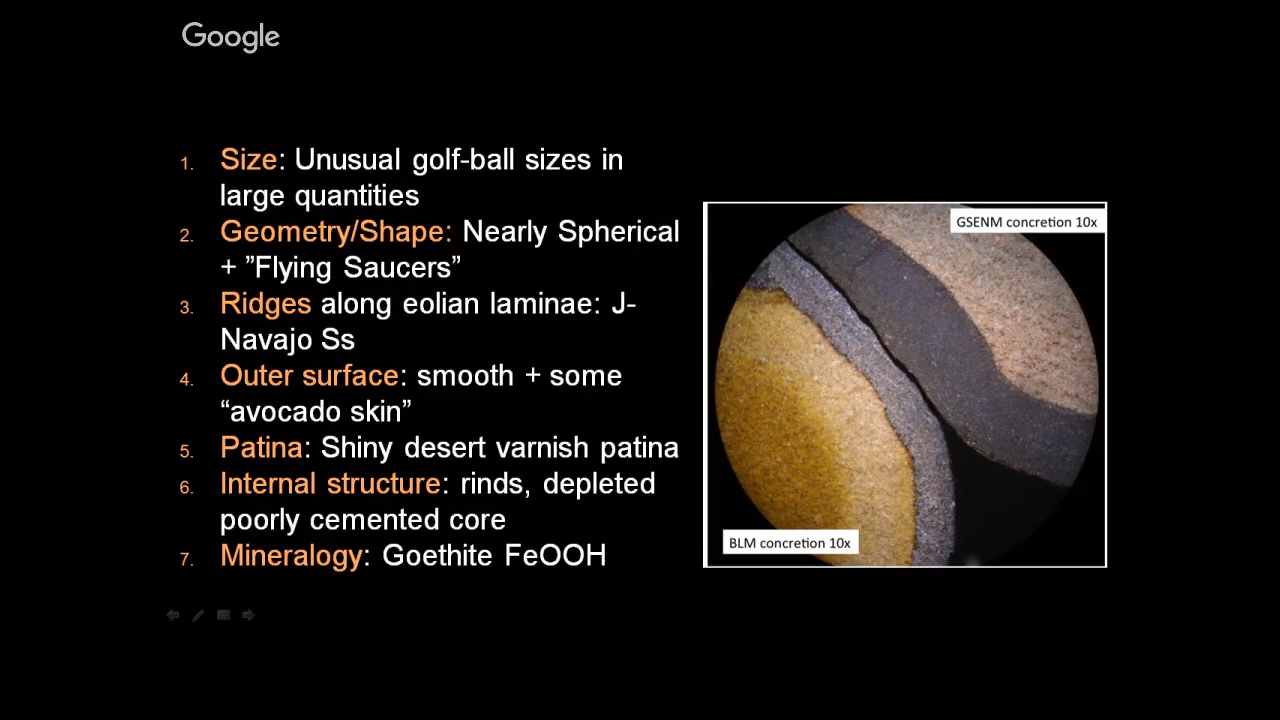 Google
1. Size: Unusual golf-ball sizes in
large quantities
2. Geometry/Shape: Nearly Spherical
+ ”Flying Saucers”
3. Ridges along eolian laminae: J-
Navajo Ss
4. Outer surface: smooth + some
“avocado skin”
5. Patina: Shiny desert varnish patina
6. Internal structure: rinds, depleted
poorly cemented core
7. Mineralogy: Goethite FeOOH
GSENM concretion 10x
BLM concretion 10x